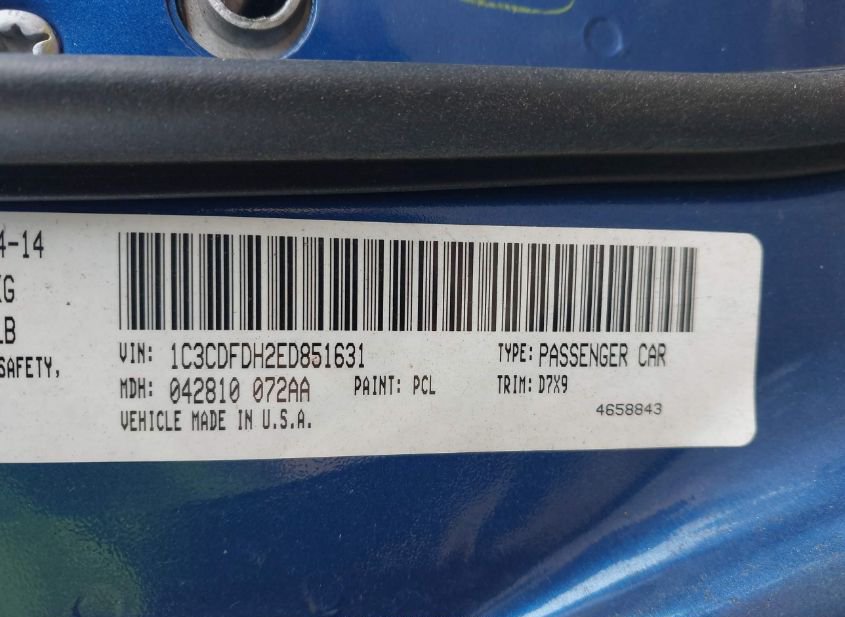 4-14
KG
LB
SAFETY,
VIN: 1C3CDFDH2ED851631 TYPE: PASSENGER CAR
MDH: 042810 072AA PAINT: PCL TRIM: D7X9
VEHICLE MADE IN U.S.A. 4658843